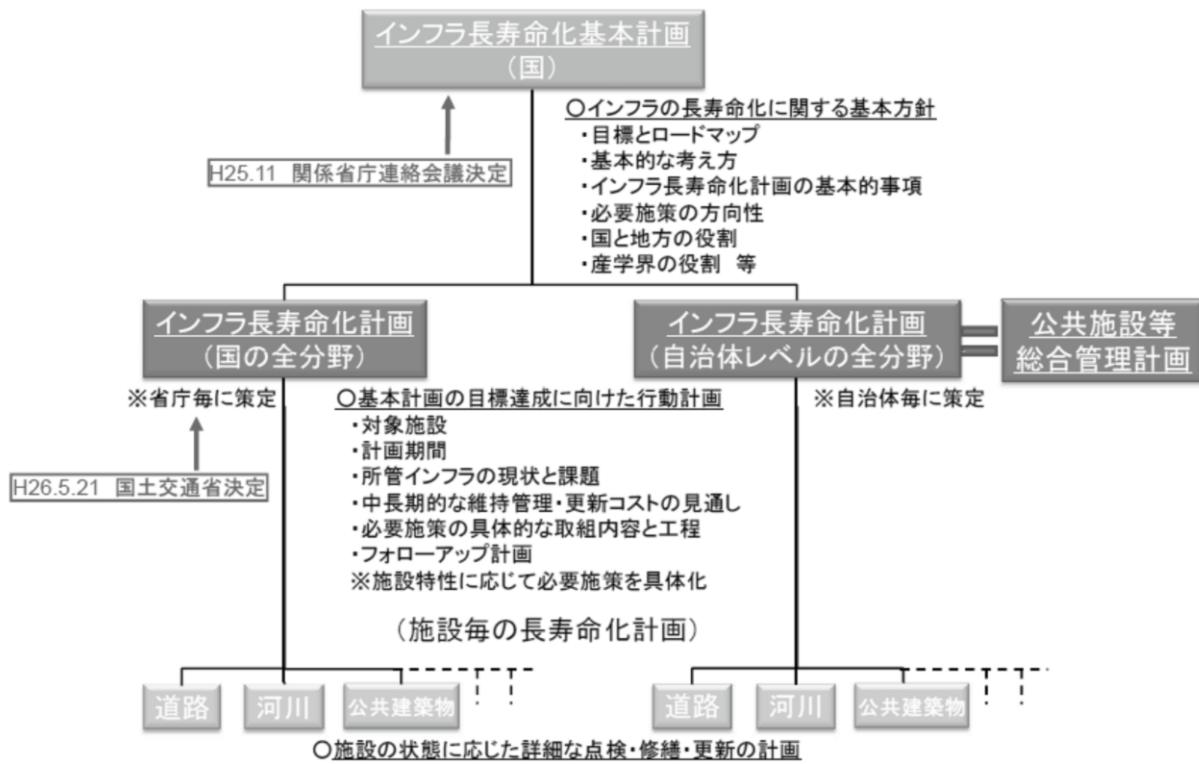 インフラ長寿命化基本計画
(国)
○インフラの長寿命化に関する基本方針
・目標とロードマップ
・基本的な考え方
・インフラ長寿命化計画の基本的事項
・必要施策の方向性
・国と地方の役割
・産学界の役割 等
H25.11 関係省庁連絡会議決定
インフラ長寿命化計画
(国の全分野)
インフラ長寿命化計画
(自治体レベルの全分野)
公共施設等
総合管理計画
※省庁毎に策定
※自治体毎に策定
H26.5.21 国土交通省決定
○基本計画の目標達成に向けた行動計画
・対象施設
・計画期間
・所管インフラの現状と課題
・中長期的な維持管理・更新コストの見通し
・必要施策の具体的な取組内容と工程
・フォローアップ計画
※施設特性に応じて必要施策を具体化
(施設毎の長寿命化計画)
道路
河川
公共建築物
道路
河川
公共建築物
○施設の状態に応じた詳細な点検・修繕・更新の計画